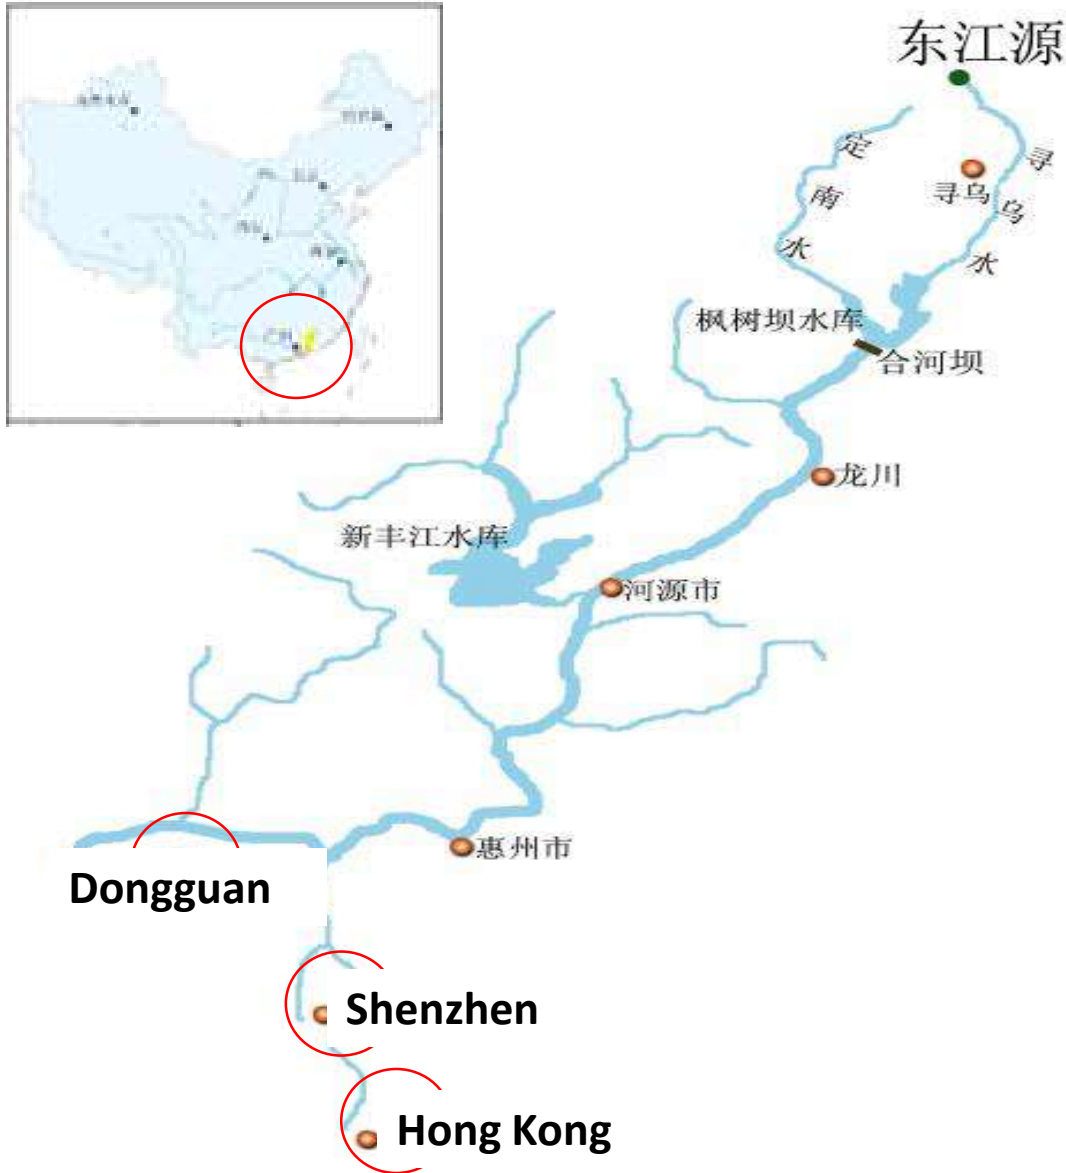 东江源
定南水
寻乌水
寻乌
枫树坝水库
合河坝
龙川
新丰江水库
河源市
惠州市
Dongguan
Shenzhen
Hong Kong